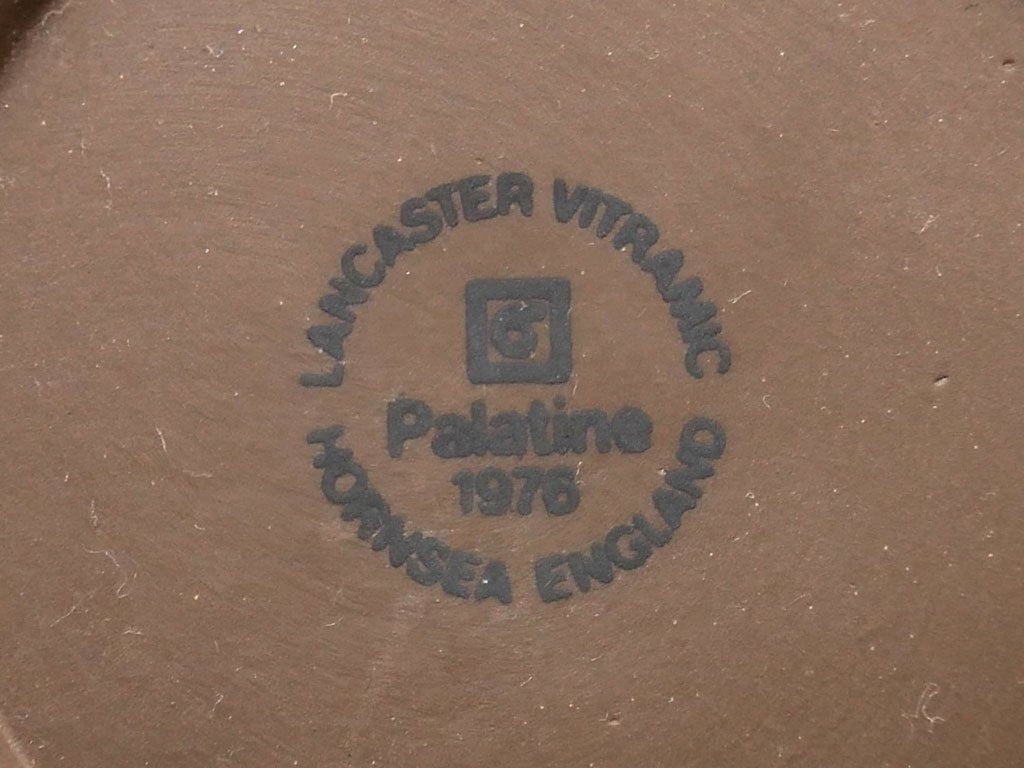 LANCASTER VITRAMIC
Palatine
1976
HORNSEA ENGLAND